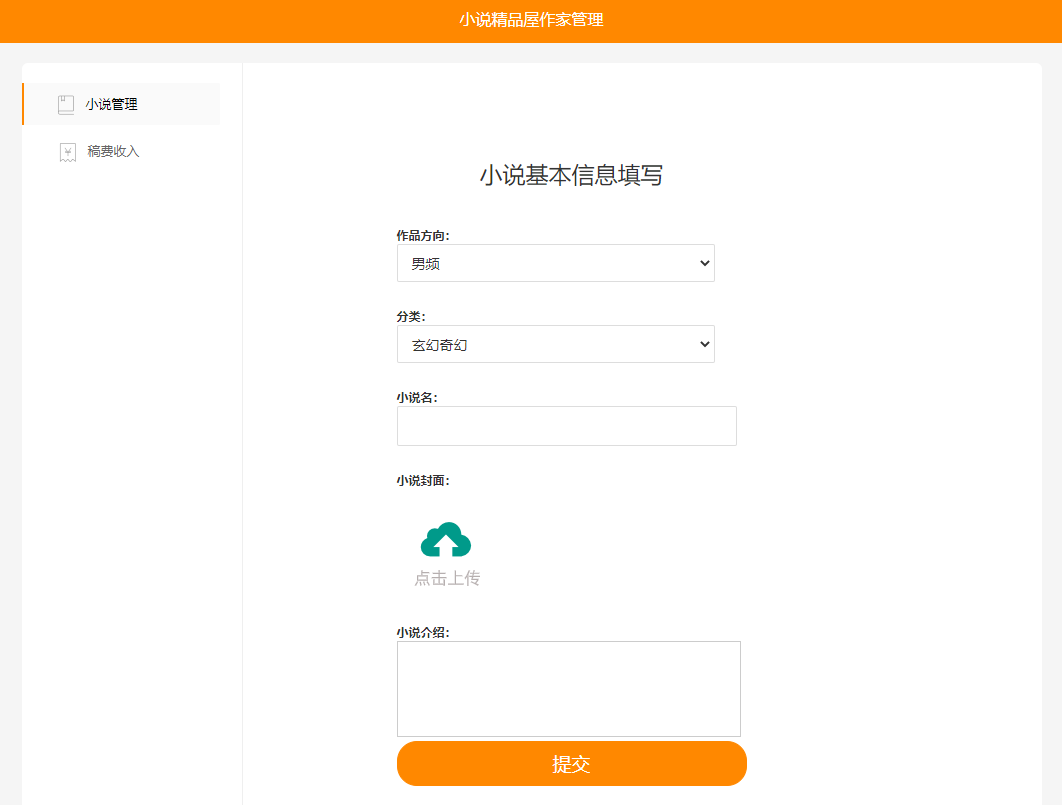 小说精品屋作家管理
小说管理
稿费收入
小说基本信息填写
作品方向:
男频
分类:
玄幻奇幻
小说名:
小说封面:
点击上传
小说介绍:
提交